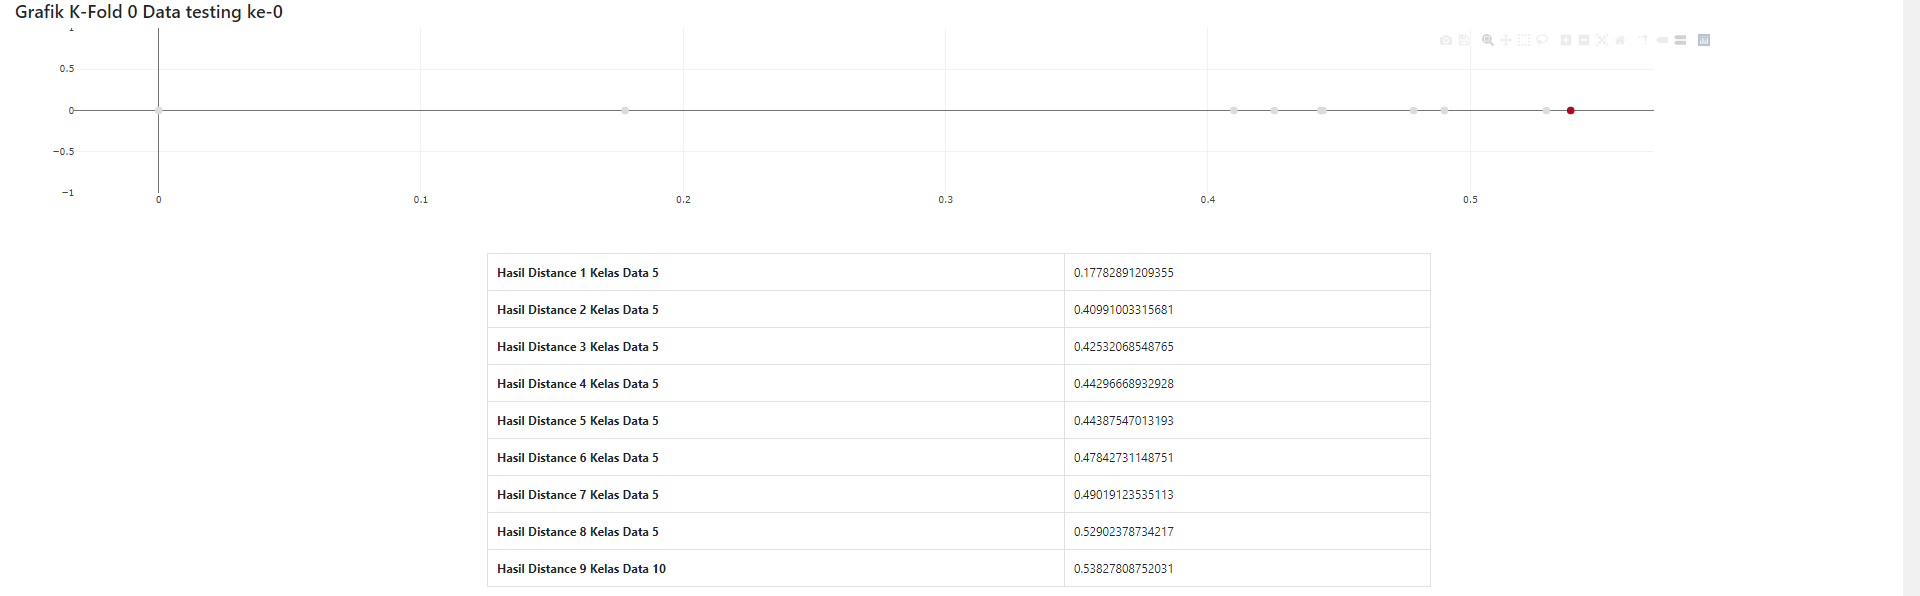 Grafik K-Fold 0 Data testing ke-0
1
0.5
0
−0.5
−1
0 0.1 0.2 0.3 0.4 0.5
Hasil Distance 1 Kelas Data 5 0.17782891209355
Hasil Distance 2 Kelas Data 5 0.40991003315681
Hasil Distance 3 Kelas Data 5 0.42532068548765
Hasil Distance 4 Kelas Data 5 0.44296668932928
Hasil Distance 5 Kelas Data 5 0.44387547013193
Hasil Distance 6 Kelas Data 5 0.47842731148751
Hasil Distance 7 Kelas Data 5 0.49019123535113
Hasil Distance 8 Kelas Data 5 0.52902378734217
Hasil Distance 9 Kelas Data 10 0.53827808752031